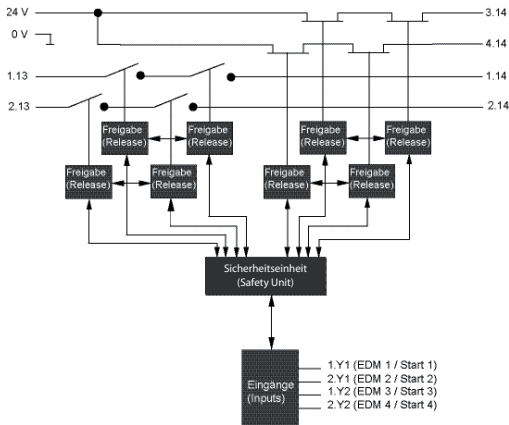 24 V
3.14
0 V
4.14
1.13
1.14
2.13
2.14
Freigabe
(Release)
Freigabe
(Release)
Freigabe
(Release)
Freigabe
(Release)
Freigabe
(Release)
Freigabe
(Release)
Freigabe
(Release)
Freigabe
(Release)
Sicherheitseinheit
(Safety Unit)
Eingänge
(Inputs)
1.Y1 (EDM 1 / Start 1)
2.Y1 (EDM 2 / Start 2)
1.Y2 (EDM 3 / Start 3)
2.Y2 (EDM 4 / Start 4)